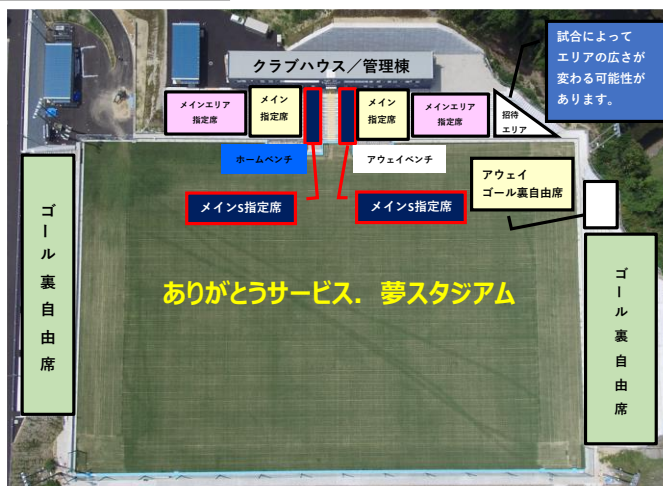 試合によって
エリアの広さが
変わる可能性が
あります。
クラブハウス／管理棟
メインエリア
指定席
メイン
指定席
メイン
指定席
メインエリア
指定席
招待
エリア
ホームベンチ
アウェイベンチ
アウェイ
ゴール裏自由席
メインS指定席
メインS指定席
ゴール裏自由席
ありがとうサービス．夢スタジアム
ゴール裏自由席